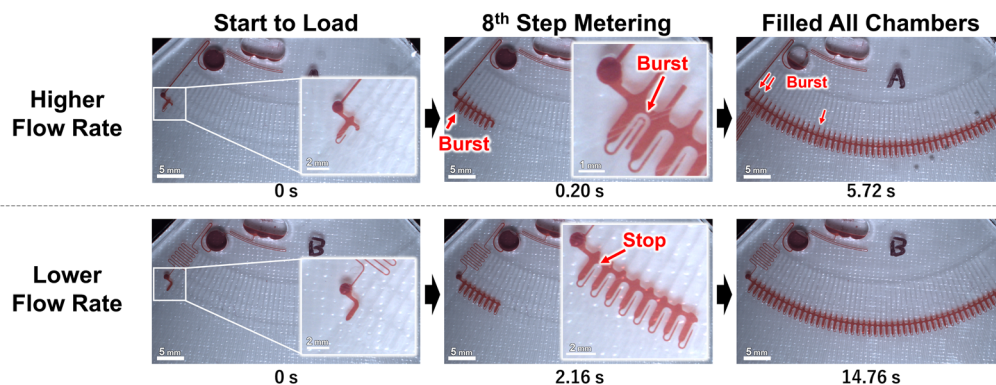 Start to Load
8th Step Metering
Filled All Chambers
Higher
Flow Rate
5 mm
2 mm
0 s
Burst
Burst
5 mm
1 mm
0.20 s
Burst
A
5 mm
5.72 s
Lower
Flow Rate
B
5 mm
2 mm
0 s
Stop
5 mm
2 mm
2.16 s
B
5 mm
14.76 s